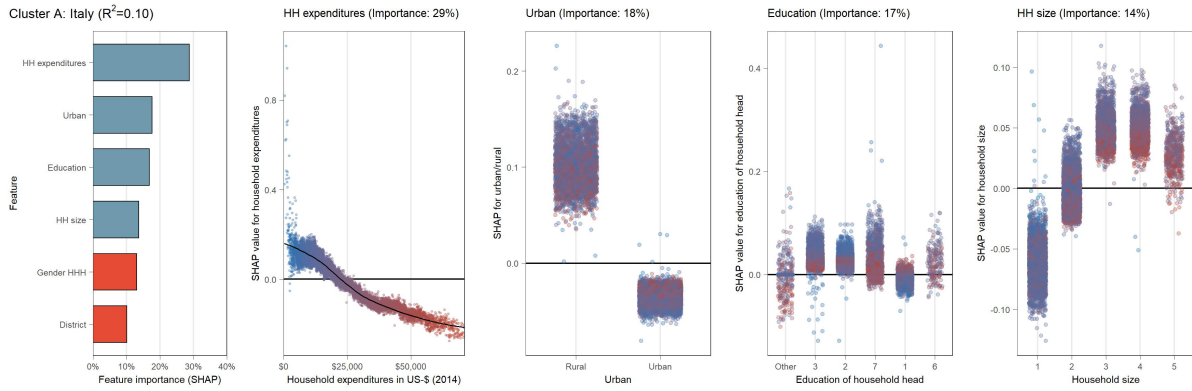 Cluster A: Italy (R²=0.10)
Feature
HH expenditures
Urban
Education
HH size
Gender HHH
District
0%
10%
20%
30%
40%
Feature importance (SHAP)
HH expenditures (Importance: 29%)
SHAP value for household expenditures
0.8
0.4
0.0
$0
$25,000
$50,000
Household expenditures in US-$ (2014)
Urban (Importance: 18%)
SHAP for urban/rural
0.2
0.1
0.0
Rural
Urban
Urban
Education (Importance: 17%)
SHAP value for education of household head
0.4
0.2
0.0
Other
3
2
7
1
6
Education of household head
HH size (Importance: 14%)
SHAP value for household size
0.10
0.05
0.00
-0.05
-0.10
1
2
3
4
5
Household size